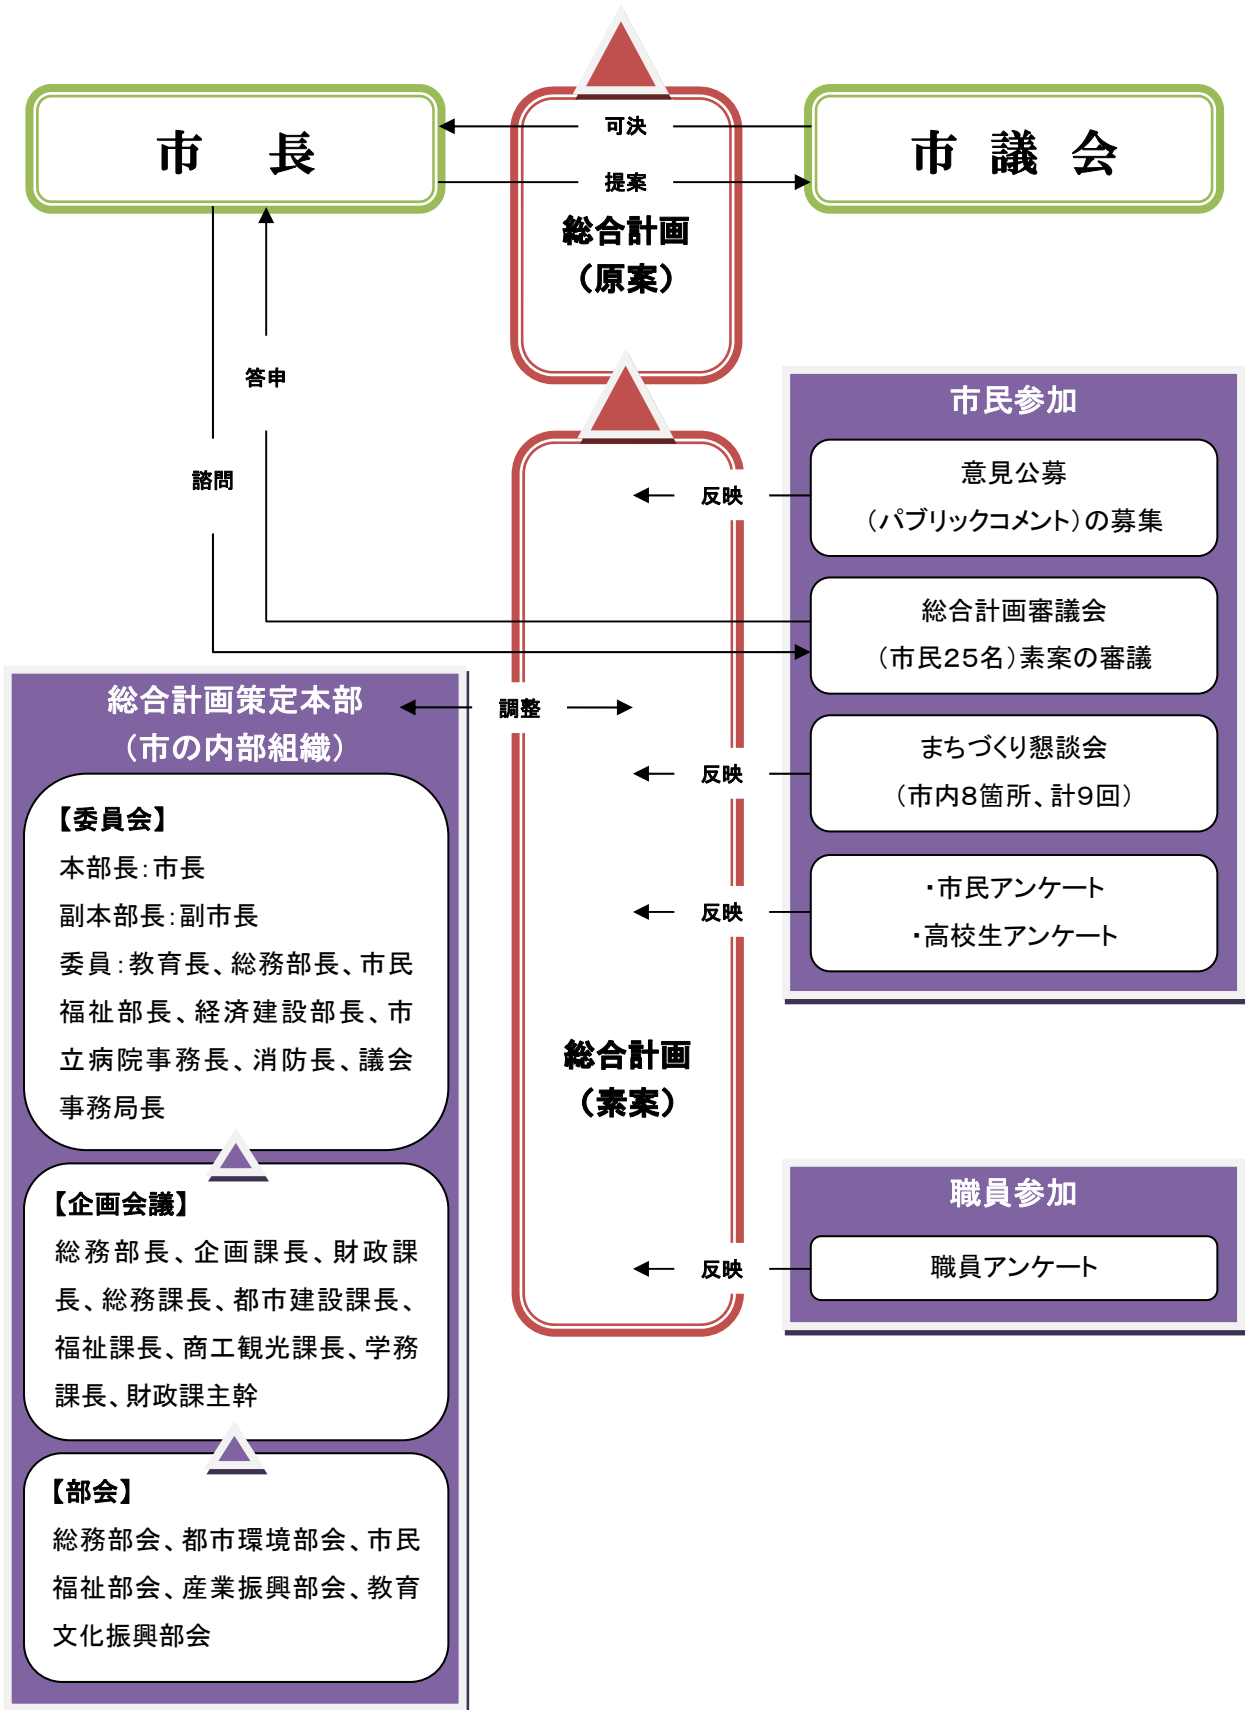 市　長
可決
提案
市 議 会
総合計画
（原案）
答申
諮問
市民参加
意見公募
（パブリックコメント）の募集
反映
総合計画審議会
（市民25名）素案の審議
まちづくり懇談会
（市内8箇所、計9回）
反映
・市民アンケート
・高校生アンケート
反映
調整
総合計画
（素案）
総合計画策定本部
（市の内部組織）
【委員会】
本部長：市長
副本部長：副市長
委員：教育長、総務部長、市民
福祉部長、経済建設部長、市
立病院事務長、消防長、議会
事務局長
【企画会議】
総務部長、企画課長、財政課
長、総務課長、都市建設課長、
福祉課長、商工観光課長、学務
課長、財政課主幹
【部会】
総務部会、都市環境部会、市民
福祉部会、産業振興部会、教育
文化振興部会
職員参加
職員アンケート
反映